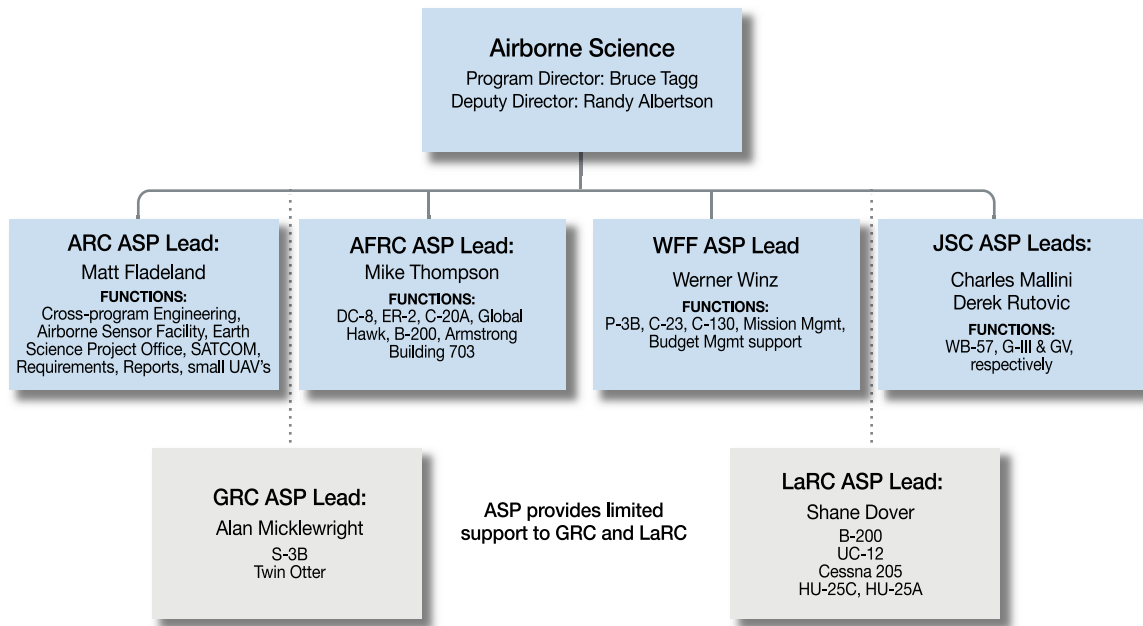 Airborne Science
Program Director: Bruce Tagg
Deputy Director: Randy Albertson
ARC ASP Lead:
Matt Fladeland
FUNCTIONS:
Cross-program Engineering,
Airborne Sensor Facility, Earth
Science Project Office, SATCOM,
Requirements, Reports, small UAV's
AFRC ASP Lead:
Mike Thompson
FUNCTIONS:
DC-8, ER-2, C-20A, Global
Hawk, B-200, Armstrong
Building 703
WFF ASP Lead
Werner Winz
FUNCTIONS:
P-3B, C-23, C-130, Mission Mgmt,
Budget Mgmt support
JSC ASP Leads:
Charles Mallini
Derek Rutovic
FUNCTIONS:
WB-57, G-III & GV,
respectively
GRC ASP Lead:
Alan Micklewright
S-3B
Twin Otter
ASP provides limited
support to GRC and LaRC
LaRC ASP Lead:
Shane Dover
B-200
UC-12
Cessna 205
HU-25C, HU-25A